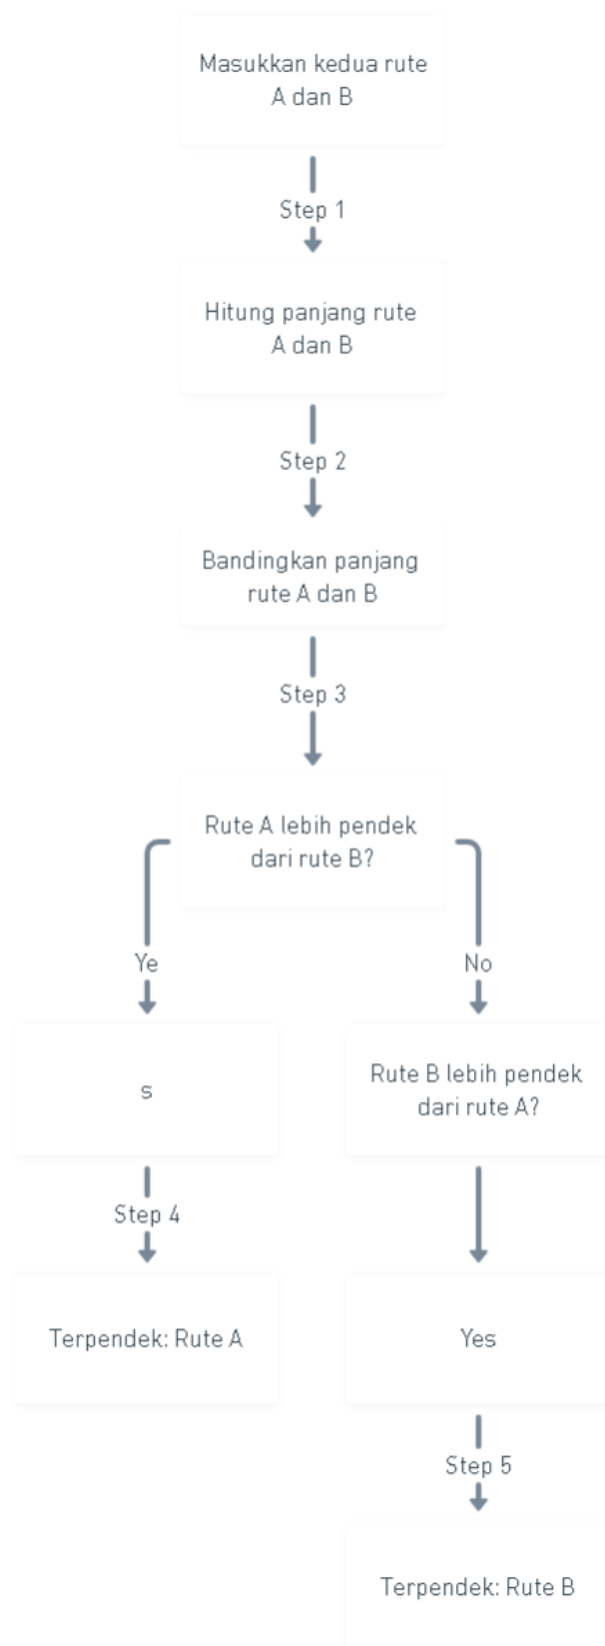 Masukkan kedua rute
A dan B
Step 1
Hitung panjang rute
A dan B
Step 2
Bandingkan panjang
rute A dan B
Step 3
Rute A lebih pendek
dari rute B?
Ye
No
s
Rute B lebih pendek
dari rute A?
Step 4
Terpendek: Rute A
Yes
Step 5
Terpendek: Rute B